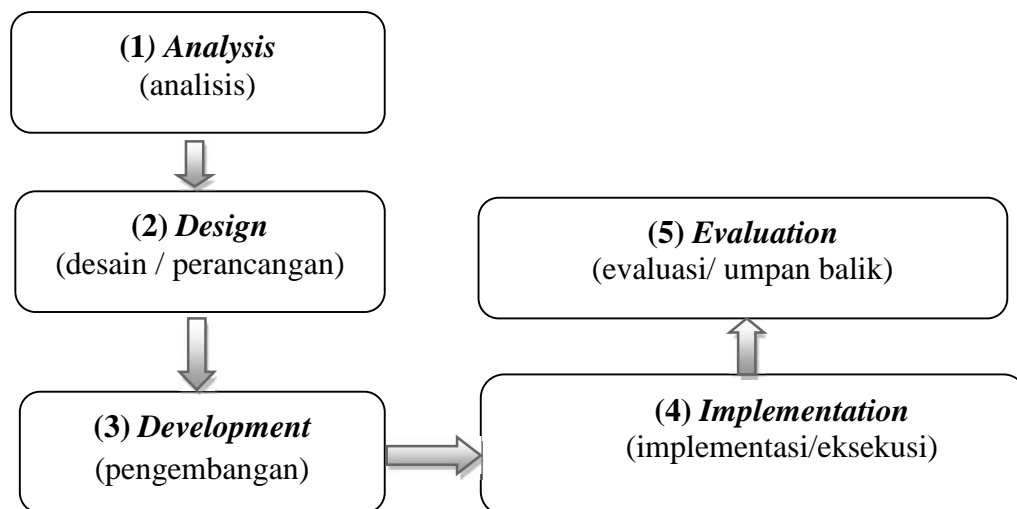 (1) Analysis
(analisis)
(2) Design
(desain / perancangan)
(3) Development
(pengembangan)
(4) Implementation
(implementasi/eksekusi)
(5) Evaluation
(evaluasi/ umpan balik)